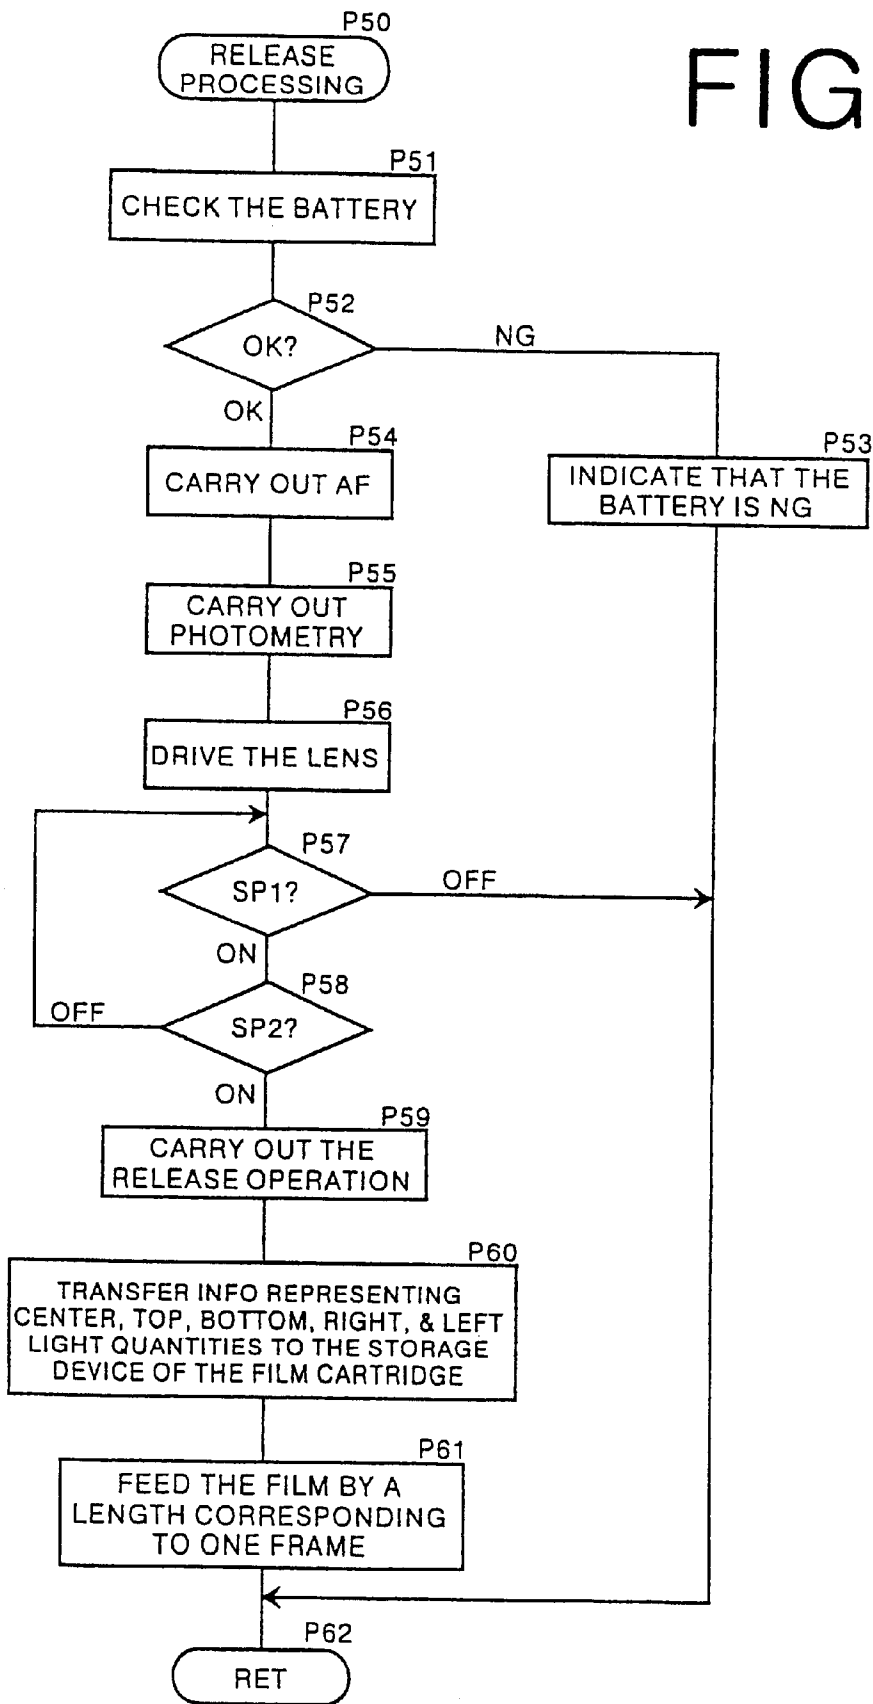 P50
FIG
RELEASE
PROCESSING
P51
CHECK THE BATTERY
P52
OK?
NG
OK
P54
CARRY OUT AF
P53
INDICATE THAT THE
BATTERY IS NG
P55
CARRY OUT
PHOTOMETRY
P56
DRIVE THE LENS
P57
SP1?
OFF
ON
P58
SP2?
OFF
ON
P59
CARRY OUT THE
RELEASE OPERATION
P60
TRANSFER INFO REPRESENTING
CENTER, TOP, BOTTOM, RIGHT, & LEFT
LIGHT QUANTITIES TO THE STORAGE
DEVICE OF THE FILM CARTRIDGE
P61
FEED THE FILM BY A
LENGTH CORRESPONDING
TO ONE FRAME
P62
RET